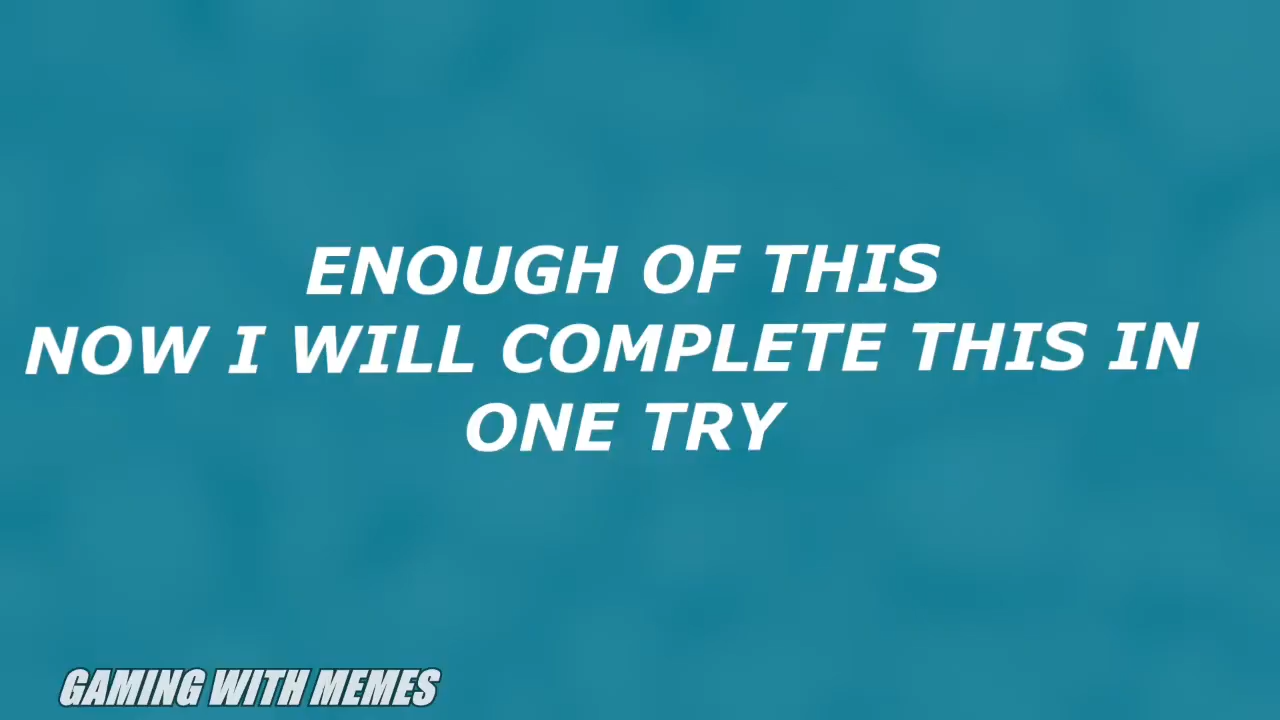 ENOUGH OF THIS
NOW I WILL COMPLETE THIS IN
ONE TRY
GAMING WITH MEMES